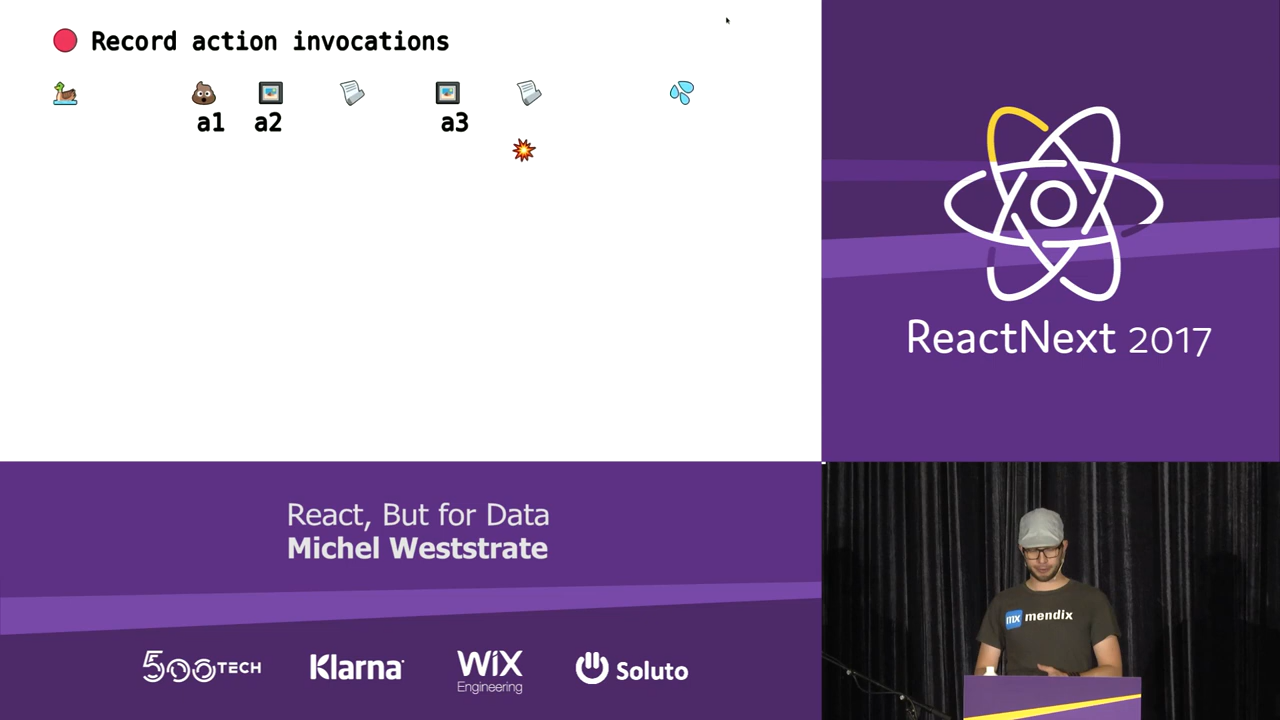 Record action invocations
a1 a2 a3
ReactNext 2017
React, But for Data
Michel Weststrate
500TECH
Klarna
WiX
Engineering
Soluto
mx mendix